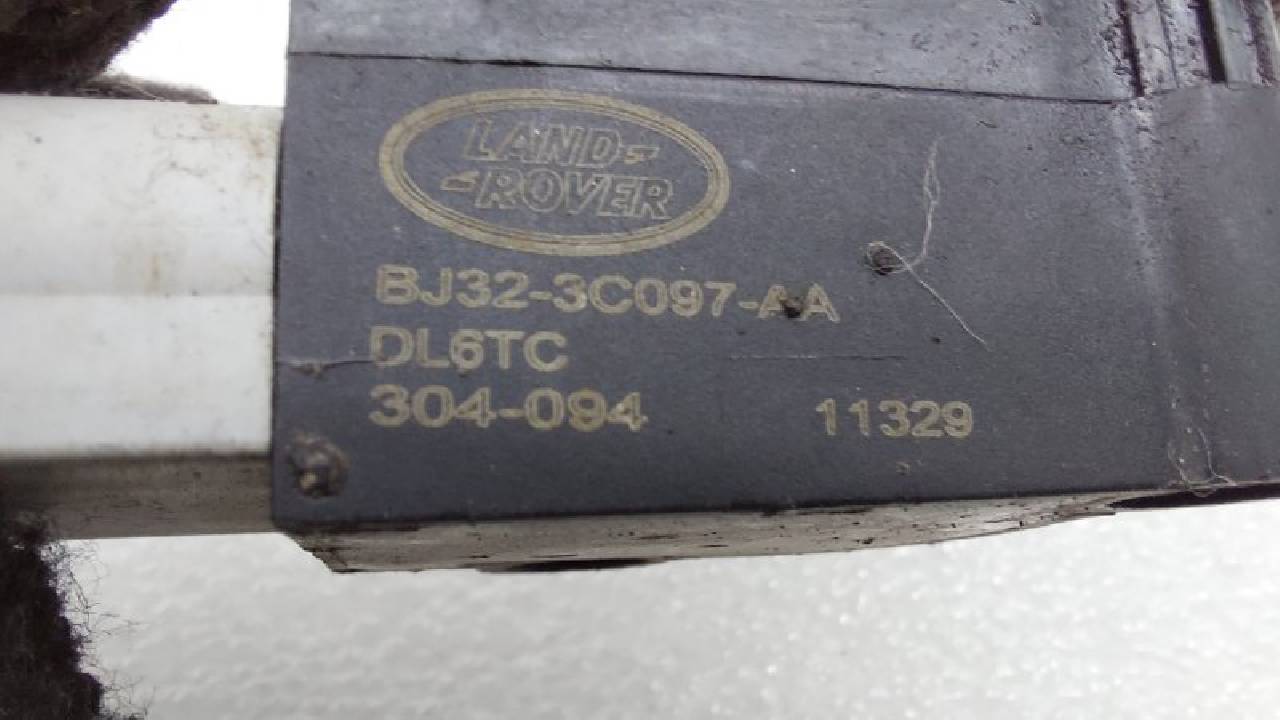 LAND-
-ROVER
BJ32-3C097-AA
DL6TC
304-094 11329